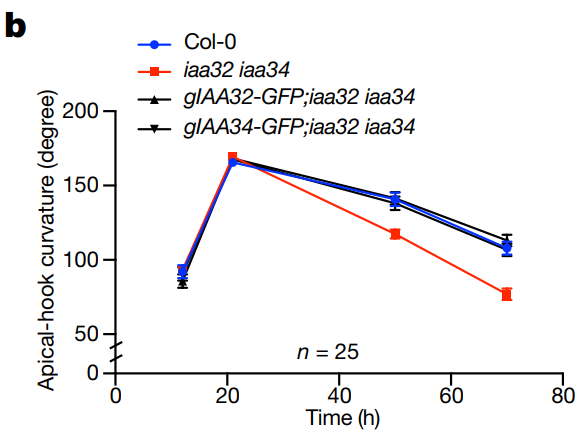 b
Col-0
iaa32 iaa34
gIAA32-GFP;iaa32 iaa34
gIAA34-GFP;iaa32 iaa34
Apical-hook curvature (degree)
200
150
100
50
0
n = 25
0 20 40 60 80
Time (h)